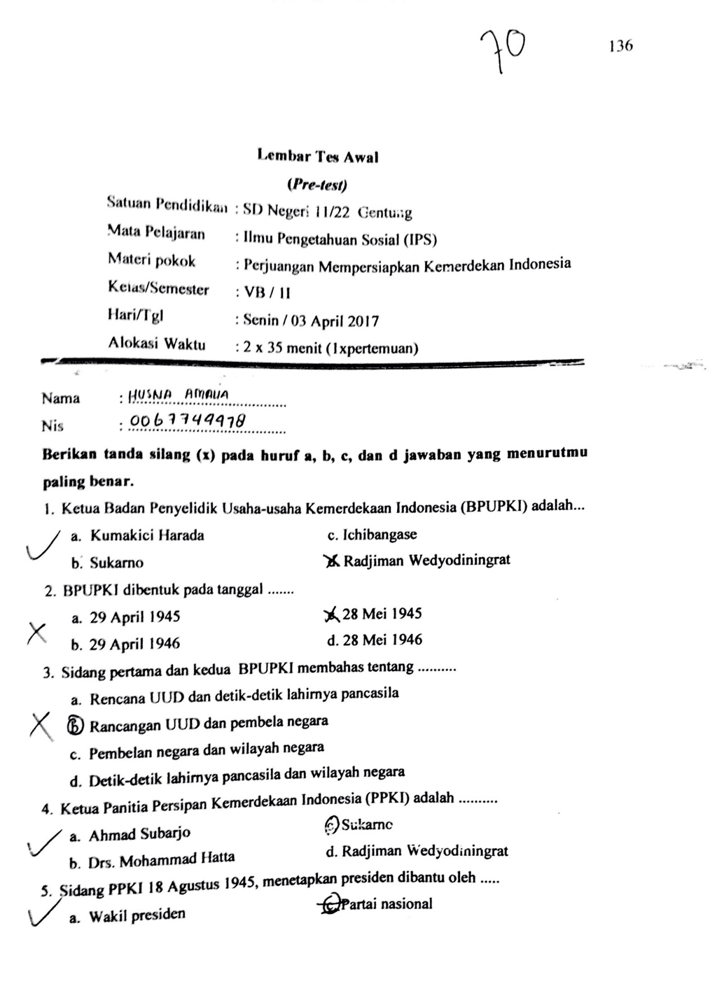 70
136
Lembar Tes Awal
(Pre-test)
Satuan Pendidikan : SD Negeri 11/22 Gentung
Mata Pelajaran : Ilmu Pengetahuan Sosial (IPS)
Materi pokok : Perjuangan Mempersiapkan Kemerdekan Indonesia
Kelas/Semester : VB / II
Hari/Tgl : Senin / 03 April 2017
Alokasi Waktu : 2 x 35 menit (1xpertemuan)
Nama : HUSNA AMALIA
Nis : 0067749978
Berikan tanda silang (x) pada huruf a, b, c, dan d jawaban yang menurutmu
paling benar.
1. Ketua Badan Penyelidik Usaha-usaha Kemerdekaan Indonesia (BPUPKI) adalah...
a. Kumakici Harada c. Ichibangase
b. Sukarno d. Radjiman Wedyodiningrat
2. BPUPKI dibentuk pada tanggal .......
a. 29 April 1945 c. 28 Mei 1945
b. 29 April 1946 d. 28 Mei 1946
3. Sidang pertama dan kedua BPUPKI membahas tentang ..........
a. Rencana UUD dan detik-detik lahirnya pancasila
b. Rancangan UUD dan pembela negara
c. Pembelan negara dan wilayah negara
d. Detik-detik lahirnya pancasila dan wilayah negara
4. Ketua Panitia Persipan Kemerdekaan Indonesia (PPKI) adalah ..........
a. Ahmad Subarjo c. Sukarno
b. Drs. Mohammad Hatta d. Radjiman Wedyodiningrat
5. Sidang PPKI 18 Agustus 1945, menetapkan presiden dibantu oleh .....
a. Wakil presiden c. Partai nasional